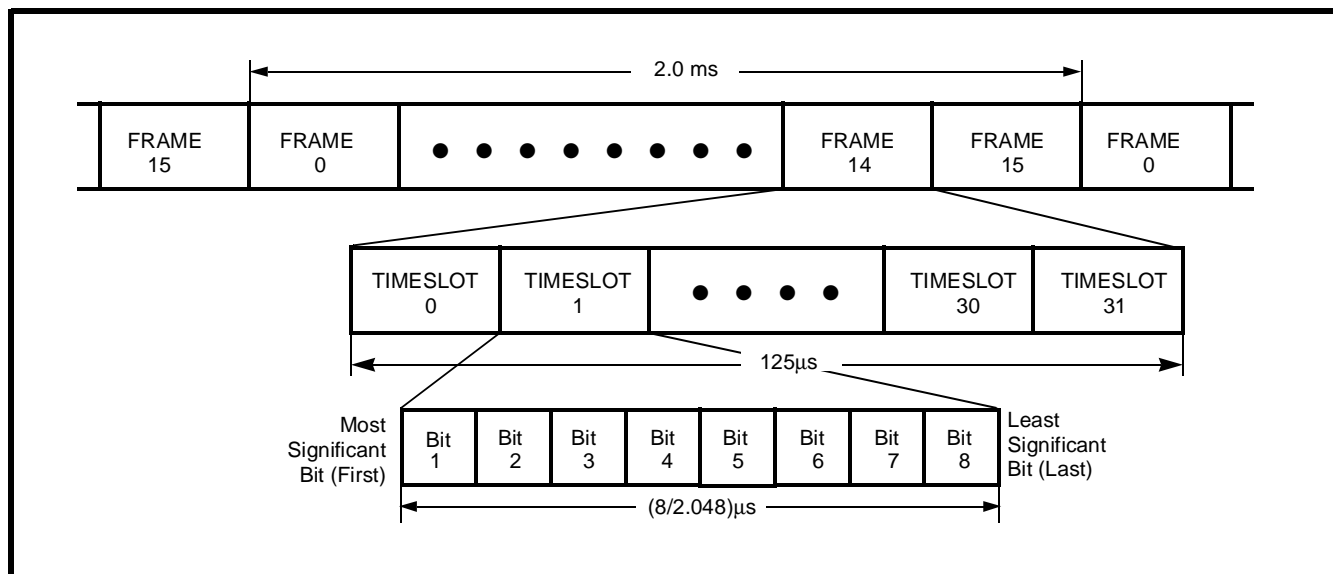 2.0 ms
FRAME
15
FRAME
0
FRAME
14
FRAME
15
FRAME
0
TIMESLOT
0
TIMESLOT
1
TIMESLOT
30
TIMESLOT
31
125μs
Most
Significant
Bit (First)
Bit
1
Bit
2
Bit
3
Bit
4
Bit
5
Bit
6
Bit
7
Bit
8
Least
Significant
Bit (Last)
(8/2.048)μs